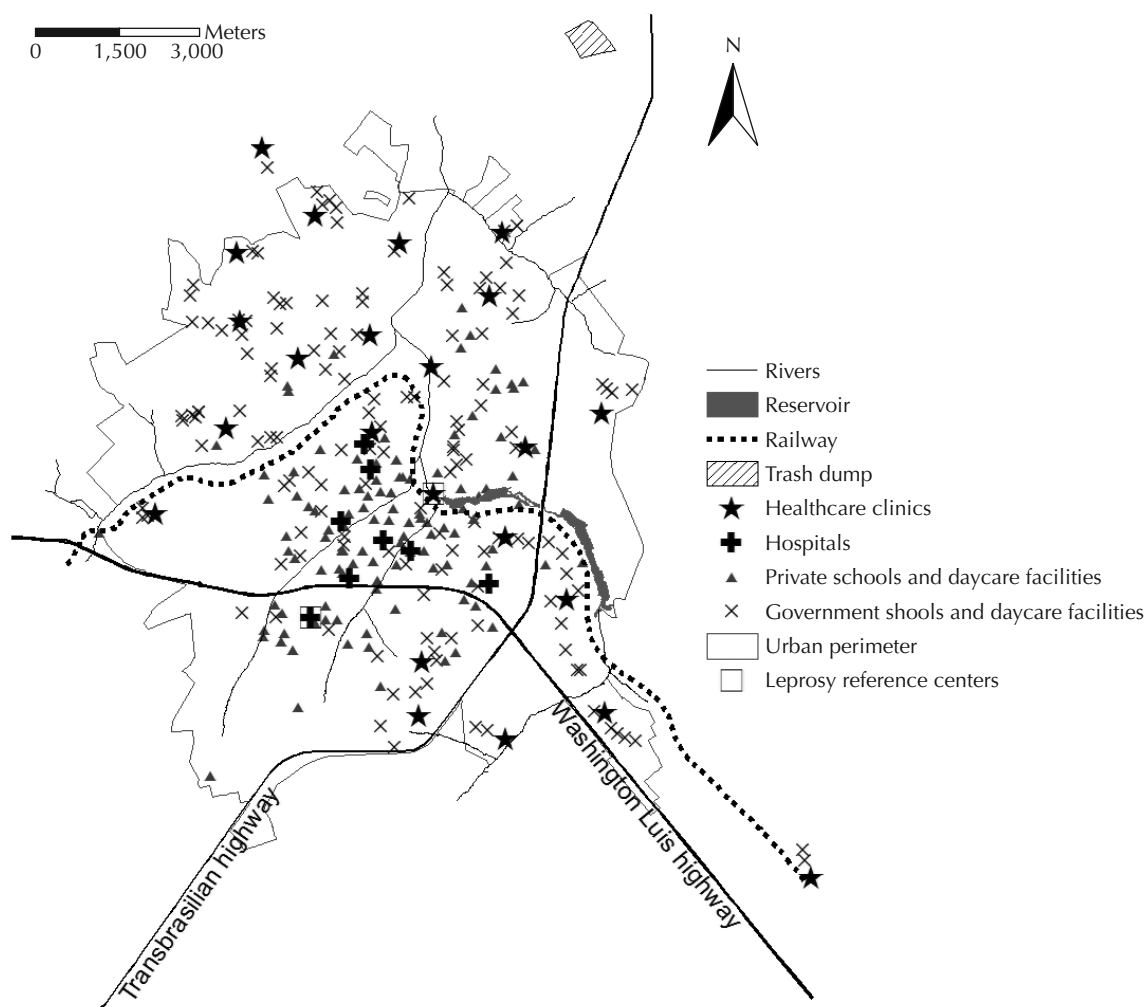 Meters
0 1,500 3,000
N
Rivers
Reservoir
Railway
Trash dump
Healthcare clinics
Hospitals
Private schools and daycare facilities
Government shools and daycare facilities
Urban perimeter
Leprosy reference centers
Transbrasilian highway
Washington Luis highway